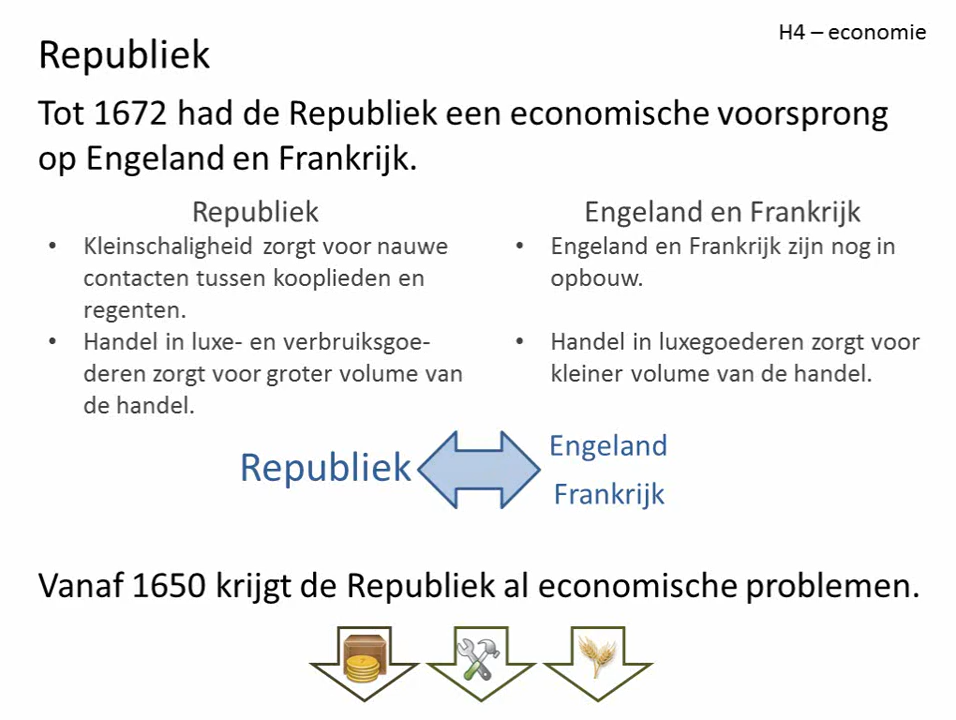 H4 – economie
Republiek
Tot 1672 had de Republiek een economische voorsprong
op Engeland en Frankrijk.
Republiek
• Kleinschaligheid zorgt voor nauwe
contacten tussen kooplieden en
regenten.
• Handel in luxe- en verbruiksgoe-
deren zorgt voor groter volume van
de handel.
Engeland en Frankrijk
• Engeland en Frankrijk zijn nog in
opbouw.
• Handel in luxegoederen zorgt voor
kleiner volume van de handel.
Republiek
Engeland
Frankrijk
Vanaf 1650 krijgt de Republiek al economische problemen.